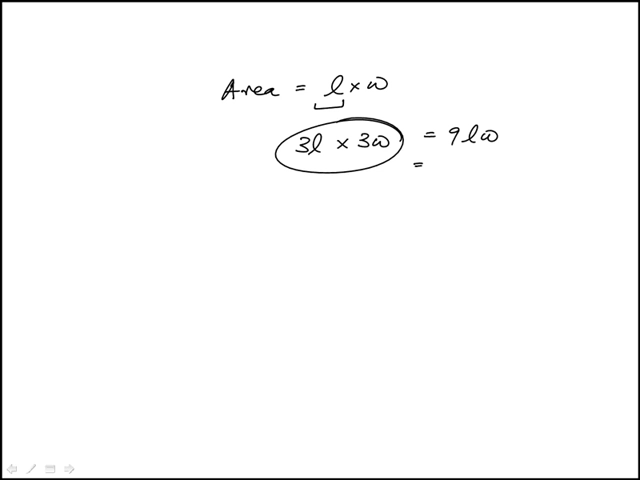 Area = l × w
3l × 3w = 9lw
=